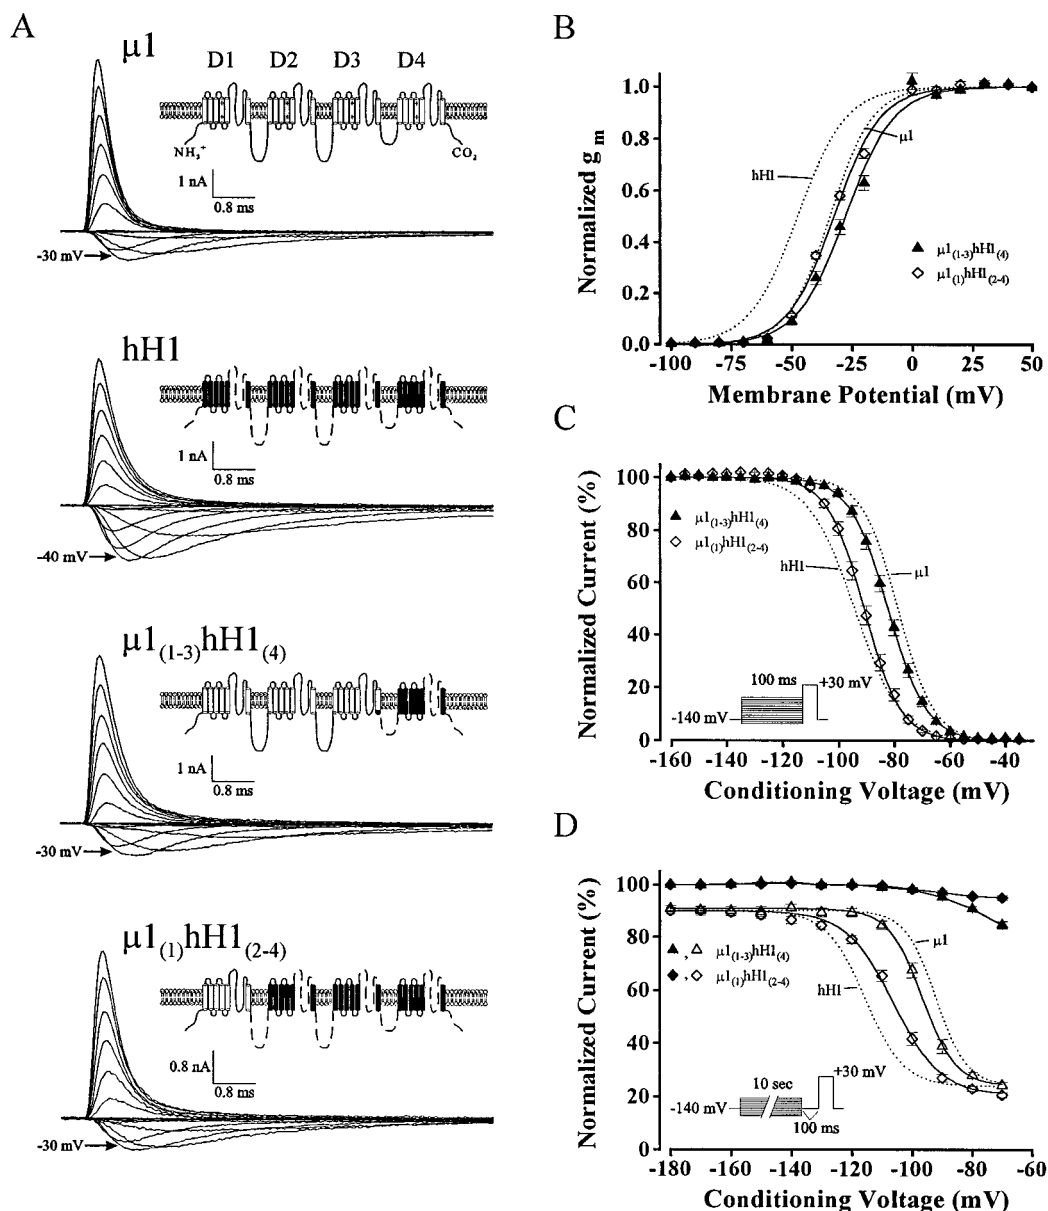 A
μ1
D1 D2 D3 D4
NH₃⁺
CO₂
1 nA
0.8 ms
-30 mV
hH1
1 nA
0.8 ms
-40 mV
μ1(1-3)hH1(4)
1 nA
0.8 ms
-30 mV
μ1(1)hH1(2-4)
0.8 nA
0.8 ms
-30 mV
B
Normalized gm
1.0
0.8
0.6
0.4
0.2
0.0
hH1
μ1
μ1(1-3)hH1(4)
μ1(1)hH1(2-4)
-100 -75 -50 -25 0 25 50
Membrane Potential (mV)
C
Normalized Current (%)
100
80
60
40
20
0
μ1(1-3)hH1(4)
μ1(1)hH1(2-4)
hH1
μ1
100 ms
+30 mV
-140 mV
-160 -140 -120 -100 -80 -60 -40
Conditioning Voltage (mV)
D
Normalized Current (%)
100
80
60
40
20
0
μ1(1-3)hH1(4)
μ1(1)hH1(2-4)
μ1
hH1
10 sec
+30 mV
-140 mV
100 ms
-180 -160 -140 -120 -100 -80 -60
Conditioning Voltage (mV)